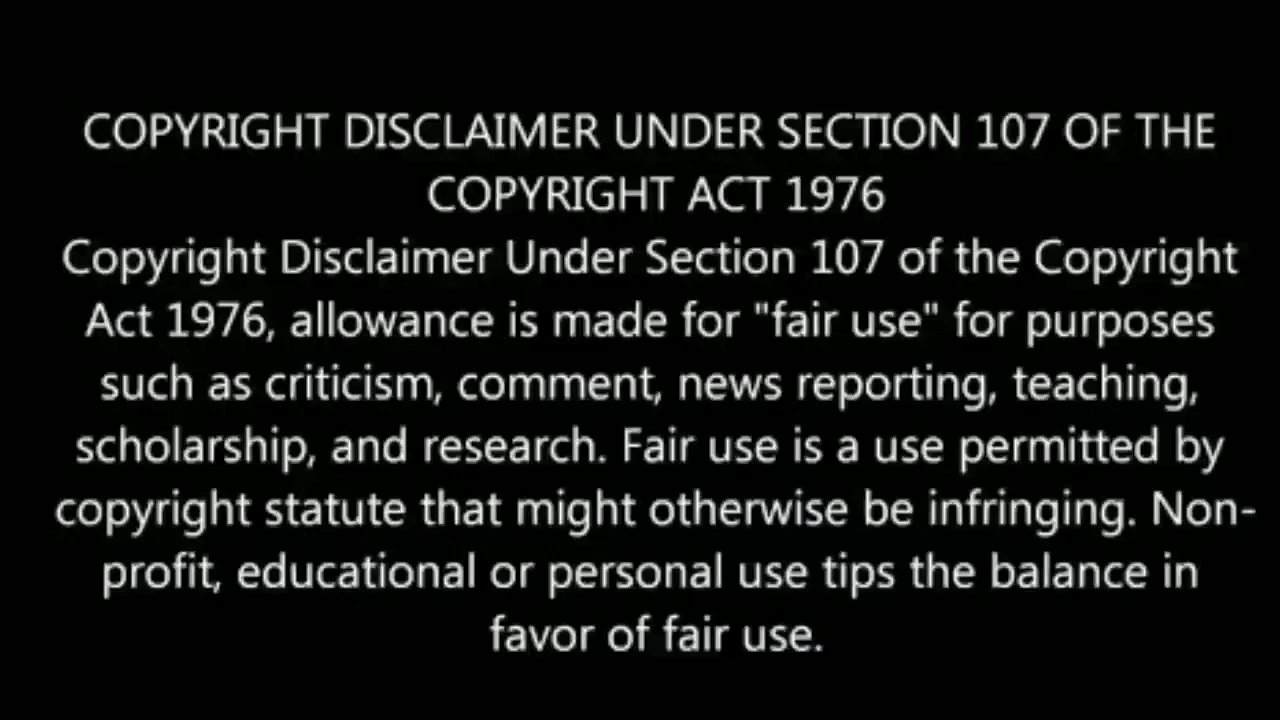 COPYRIGHT DISCLAIMER UNDER SECTION 107 OF THE
COPYRIGHT ACT 1976
Copyright Disclaimer Under Section 107 of the Copyright
Act 1976, allowance is made for "fair use" for purposes
such as criticism, comment, news reporting, teaching,
scholarship, and research. Fair use is a use permitted by
copyright statute that might otherwise be infringing. Non-
profit, educational or personal use tips the balance in
favor of fair use.